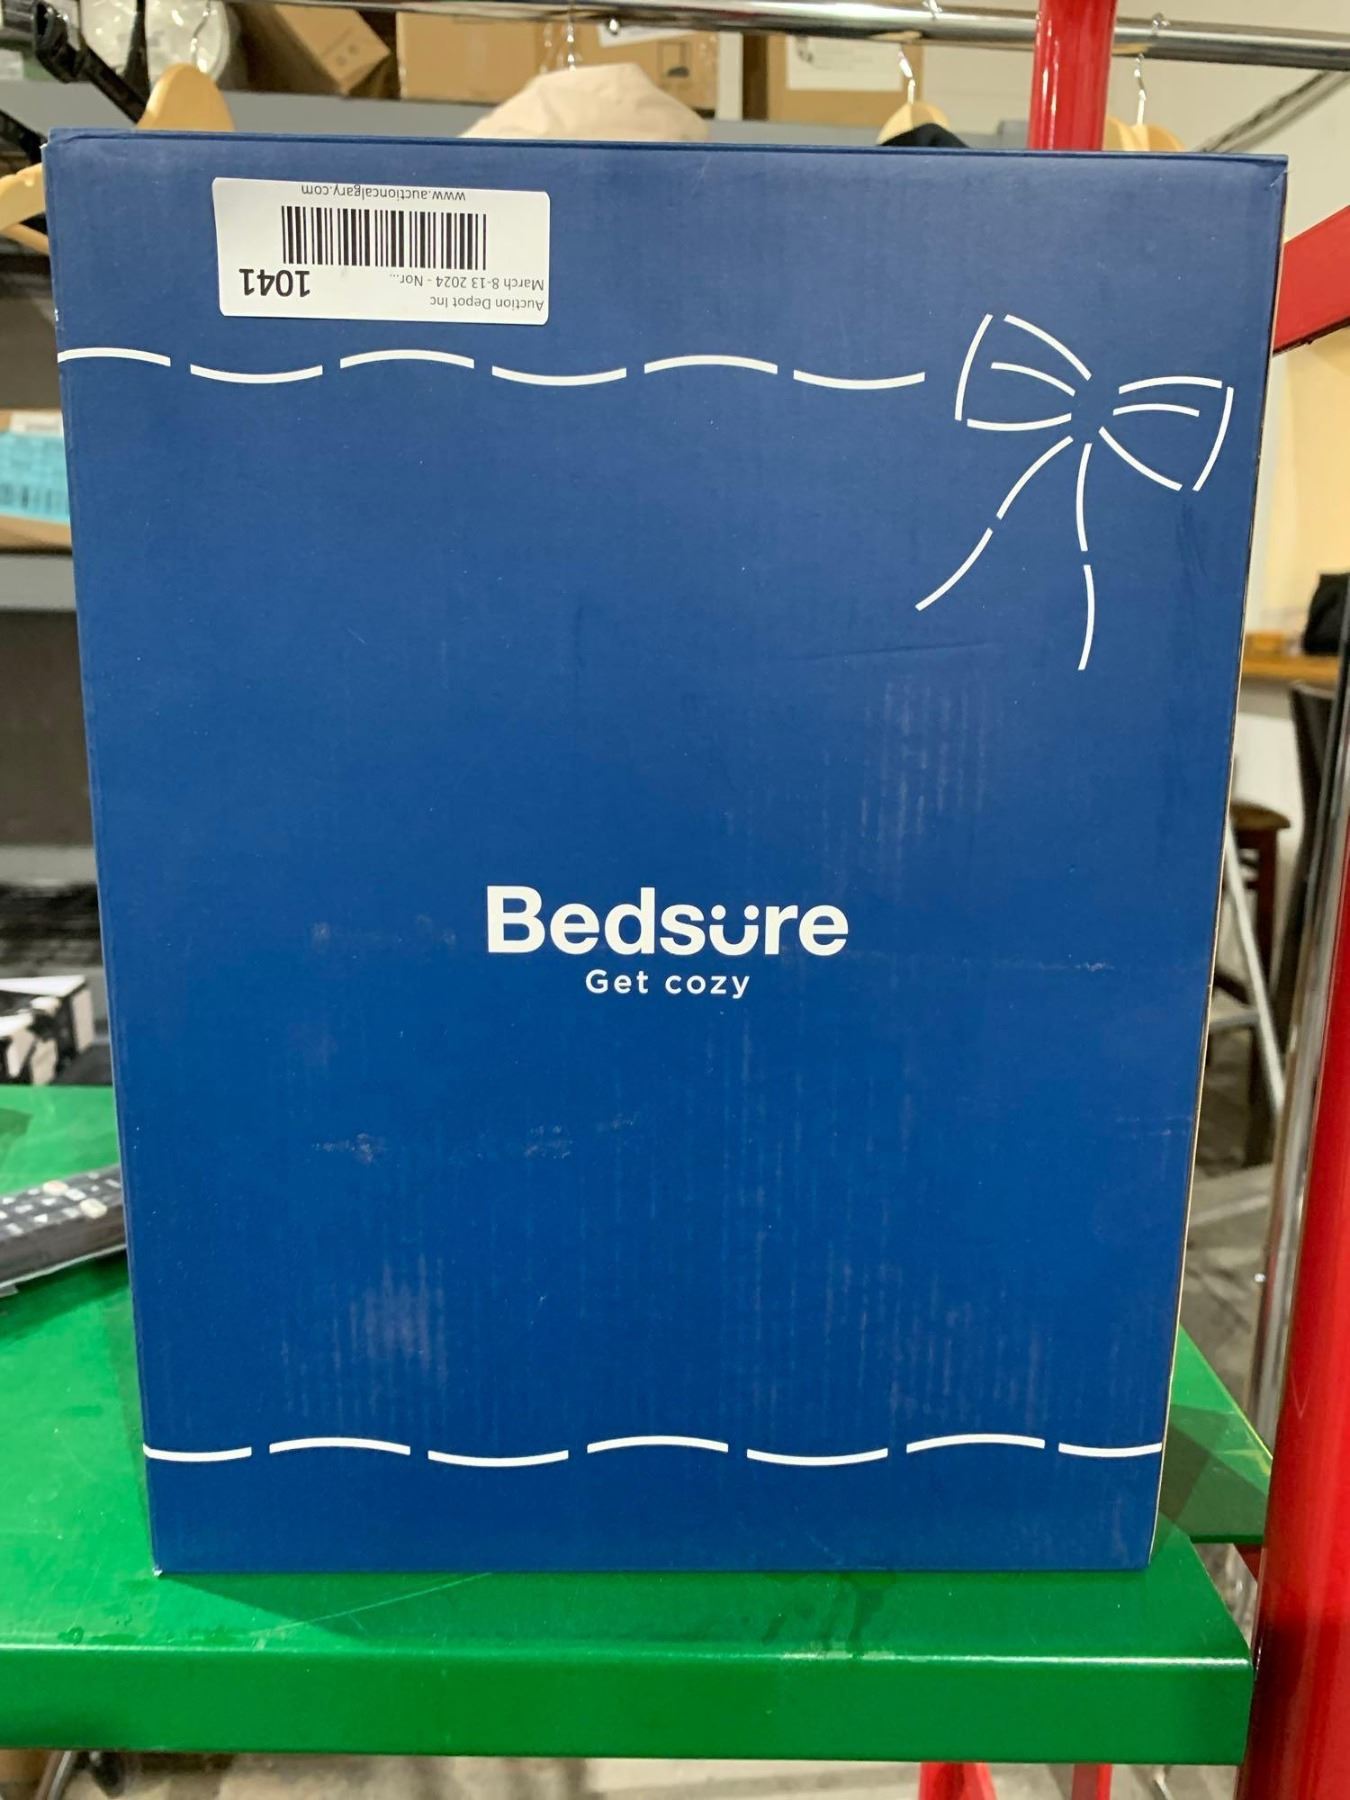 Auction Depot Inc
March 8-13 2024 - Nor...
1041
www.auctioncalgary.com
Bedsure
Get cozy